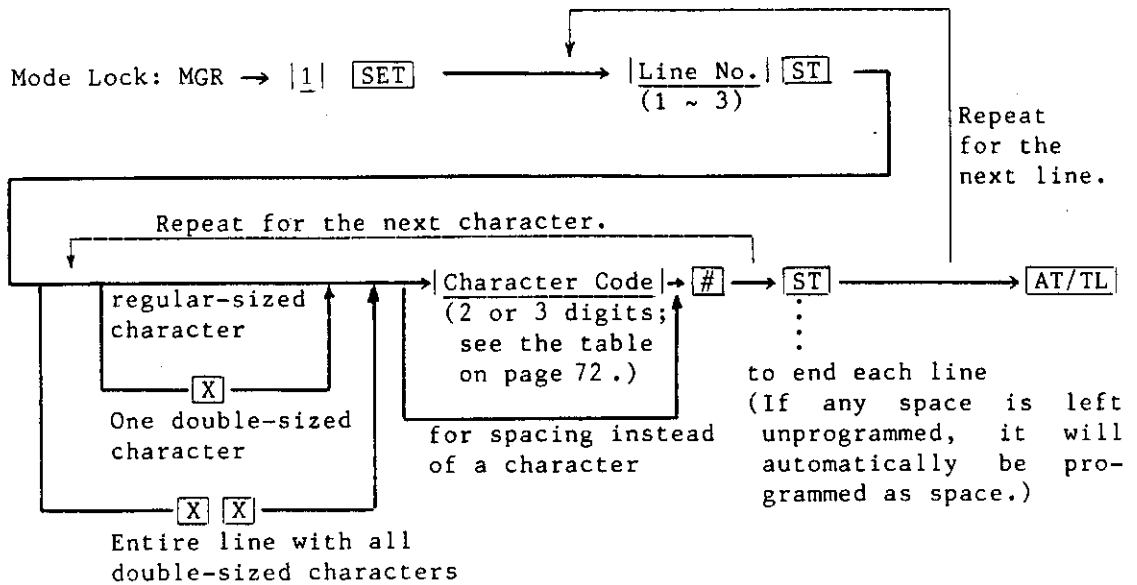 Mode Lock: MGR → |1| [SET] → |Line No.| [ST]
(1 ~ 3)
Repeat
for the
next line.
Repeat for the next character.
|Character Code| → [#] → [ST] → [AT/TL]
(2 or 3 digits;
see the table
on page 72.)
regular-sized
character
[X]
One double-sized
character
[X] [X]
Entire line with all
double-sized characters
for spacing instead
of a character
to end each line
(If any space is left
unprogrammed, it will
automatically be pro-
grammed as space.)